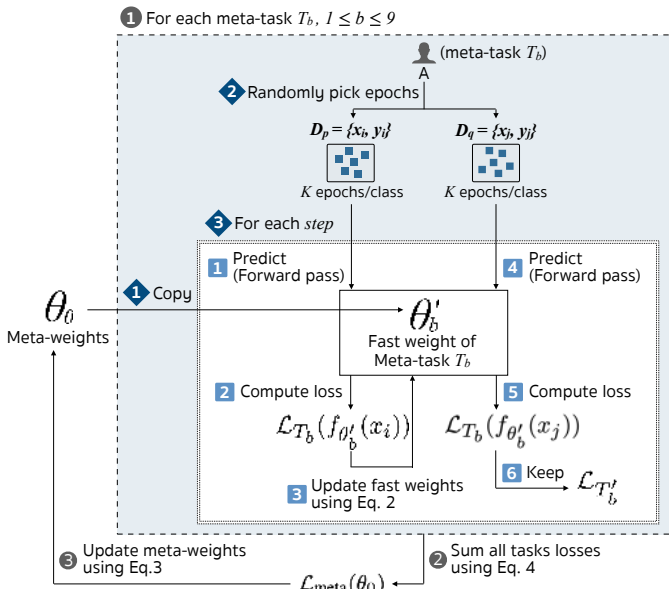 1 For each meta-task T_b, 1 ≤ b ≤ 9
(meta-task T_b)
A
2 Randomly pick epochs
D_p = {x_i, y_i}
D_q = {x_j, y_j}
K epochs/class
K epochs/class
3 For each step
1 Predict
(Forward pass)
4 Predict
(Forward pass)
1 Copy
θ_0
Meta-weights
θ'_b
Fast weight of
Meta-task T_b
2 Compute loss
5 Compute loss
L_{T_b}(f_{θ'_b}(x_i))
L_{T_b}(f_{θ'_b}(x_j))
3 Update fast weights
using Eq. 2
6 Keep
L_{T'_b}
3 Update meta-weights
using Eq.3
2 Sum all tasks losses
using Eq. 4
L_meta(θ_0)